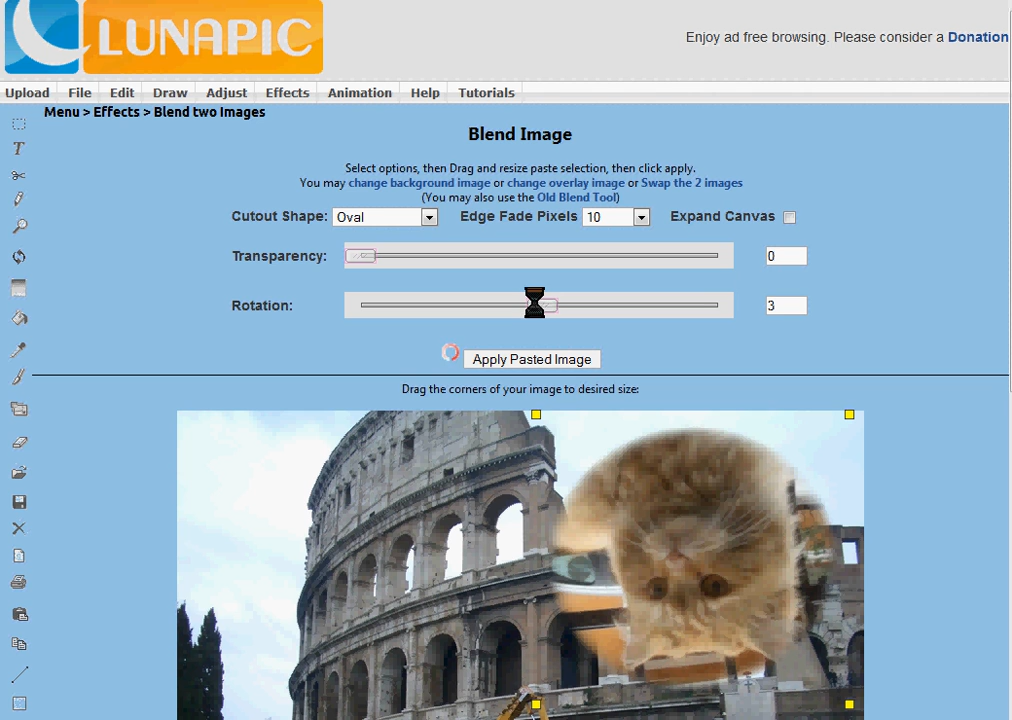 LUNAPIC
Enjoy ad free browsing. Please consider a Donation
Upload File Edit Draw Adjust Effects Animation Help Tutorials
Menu > Effects > Blend two Images
Blend Image
Select options, then Drag and resize paste selection, then click apply.
You may change background image or change overlay image or Swap the 2 images
(You may also use the Old Blend Tool)
Cutout Shape: Oval Edge Fade Pixels 10 Expand Canvas
Transparency: 0
Rotation: 3
Apply Pasted Image
Drag the corners of your image to desired size: